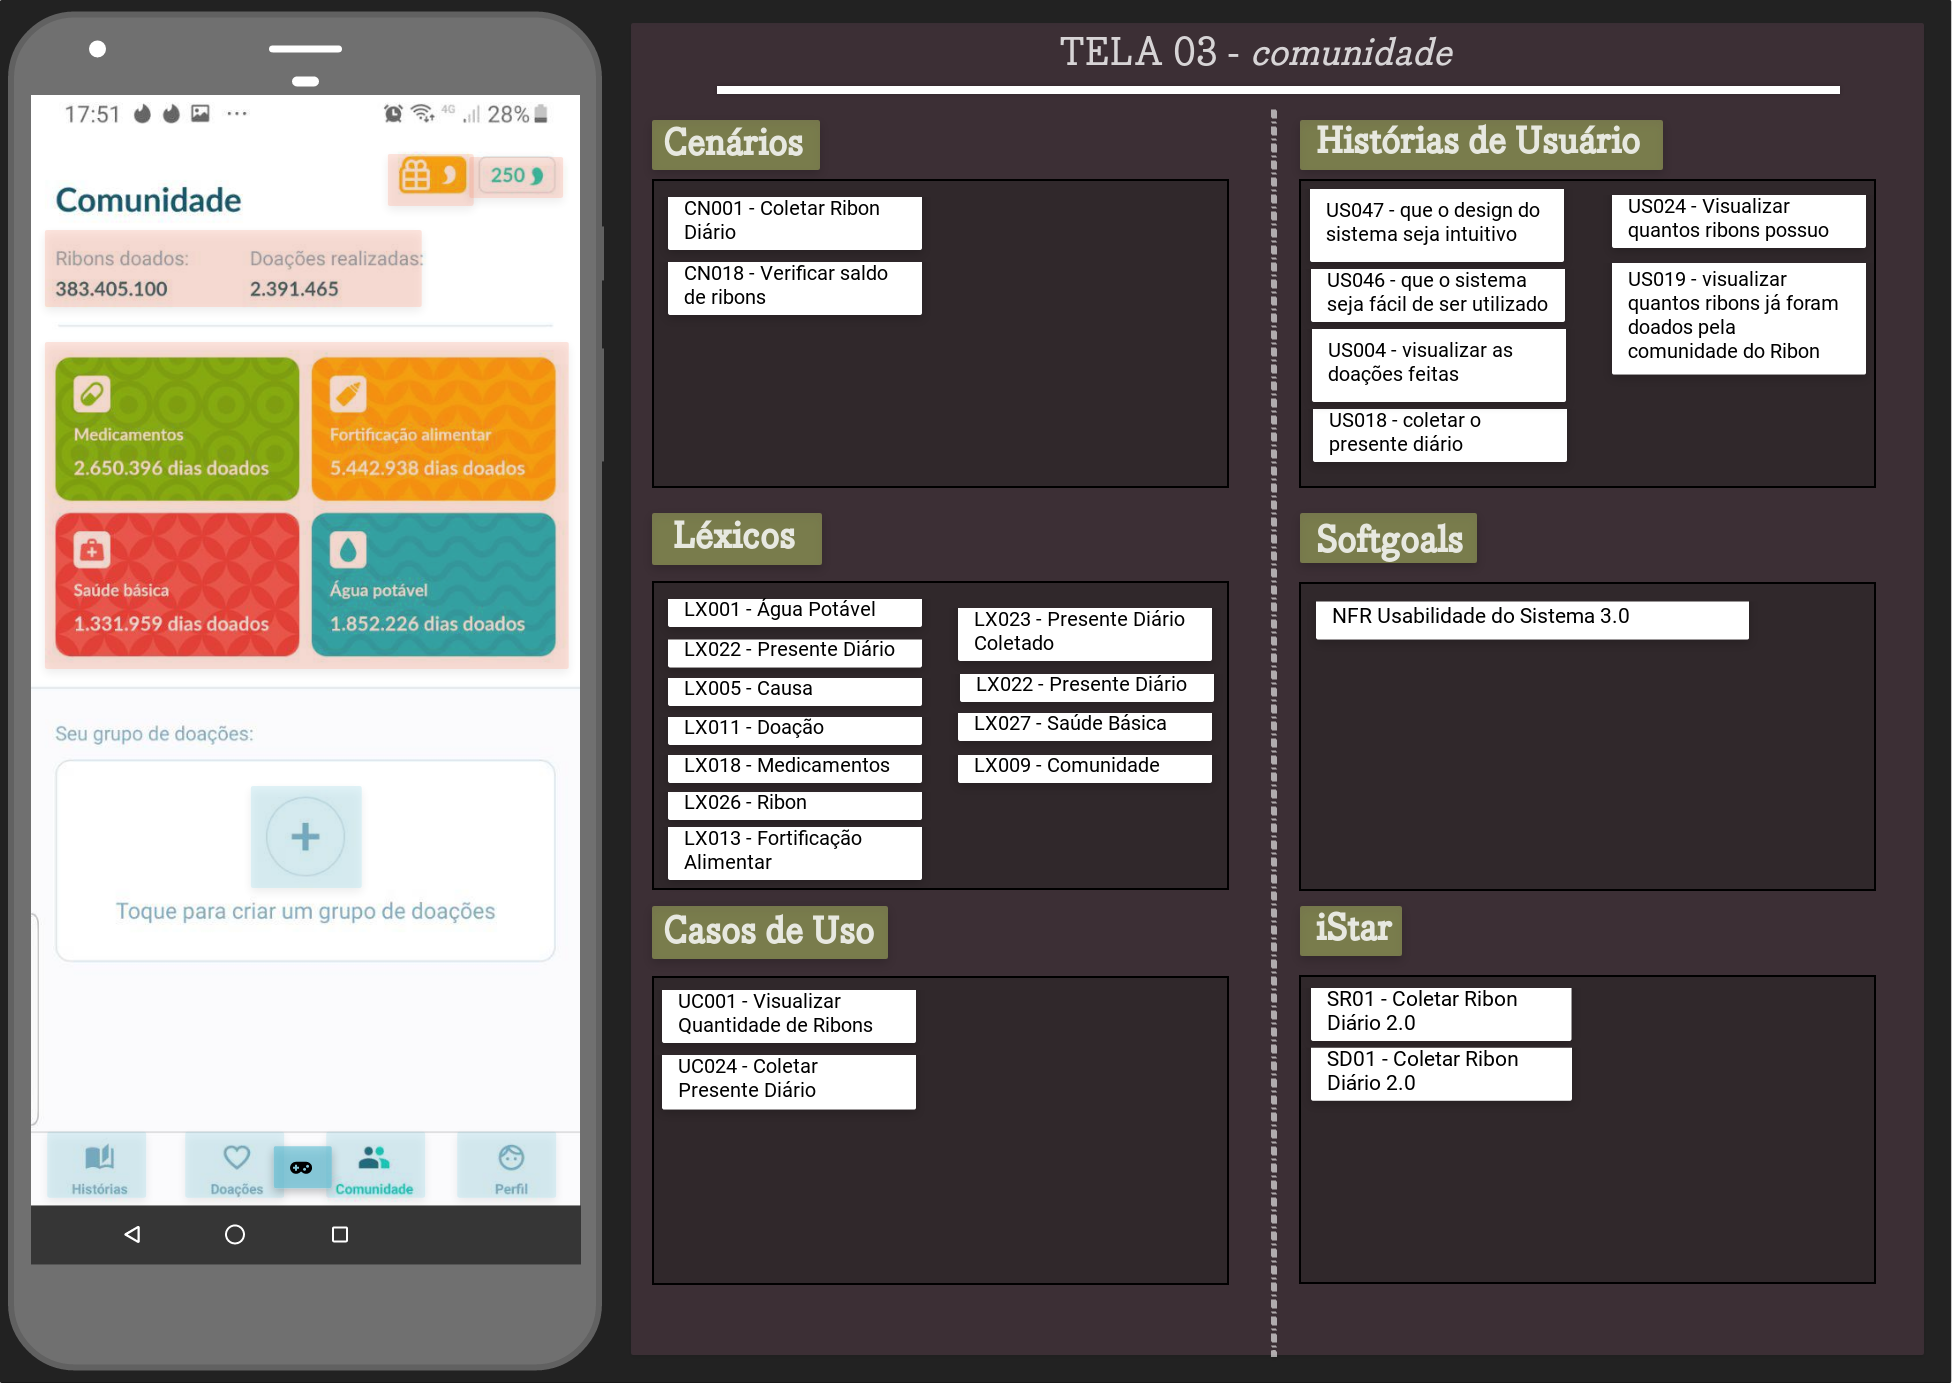 17:51
4G
28%
250
Comunidade
Ribons doados:
Doações realizadas:
383.405.100
2.391.465
Medicamentos
2.650.396 dias doados
Fortificação alimentar
5.442.938 dias doados
Saúde básica
1.331.959 dias doados
Água potável
1.852.226 dias doados
Seu grupo de doações:
Toque para criar um grupo de doações
Histórias
Doações
Comunidade
Perfil
TELA 03 - comunidade
Cenários
CN001 - Coletar Ribon
Diário
CN018 - Verificar saldo
de ribons
Histórias de Usuário
US047 - que o design do
sistema seja intuitivo
US046 - que o sistema
seja fácil de ser utilizado
US004 - visualizar as
doações feitas
US018 - coletar o
presente diário
US024 - Visualizar
quantos ribons possuo
US019 - visualizar
quantos ribons já foram
doados pela
comunidade do Ribon
Léxicos
LX001 - Água Potável
LX022 - Presente Diário
LX005 - Causa
LX011 - Doação
LX018 - Medicamentos
LX026 - Ribon
LX013 - Fortificação
Alimentar
LX023 - Presente Diário
Coletado
LX022 - Presente Diário
LX027 - Saúde Básica
LX009 - Comunidade
Softgoals
NFR Usabilidade do Sistema 3.0
Casos de Uso
UC001 - Visualizar
Quantidade de Ribons
UC024 - Coletar
Presente Diário
iStar
SR01 - Coletar Ribon
Diário 2.0
SD01 - Coletar Ribon
Diário 2.0